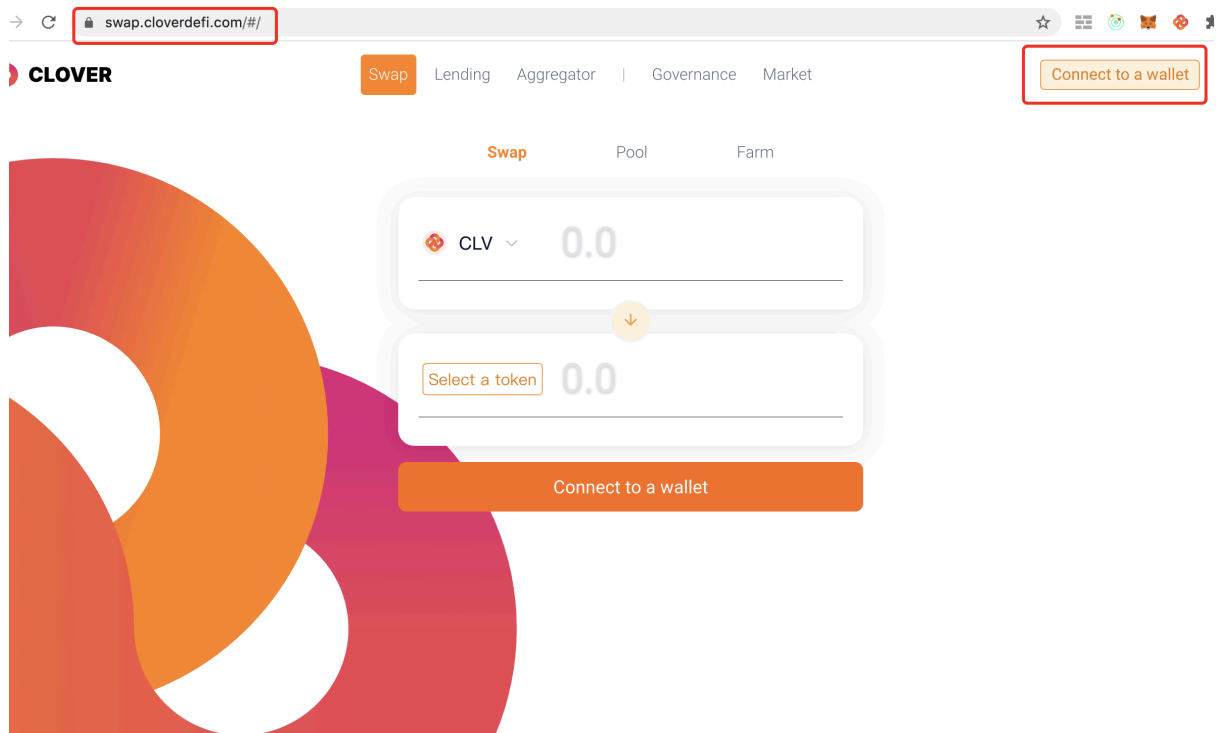 swap.cloverdefi.com/#/
CLOVER
Swap Lending Aggregator | Governance Market
Connect to a wallet
Swap Pool Farm
CLV 0.0
Select a token 0.0
Connect to a wallet